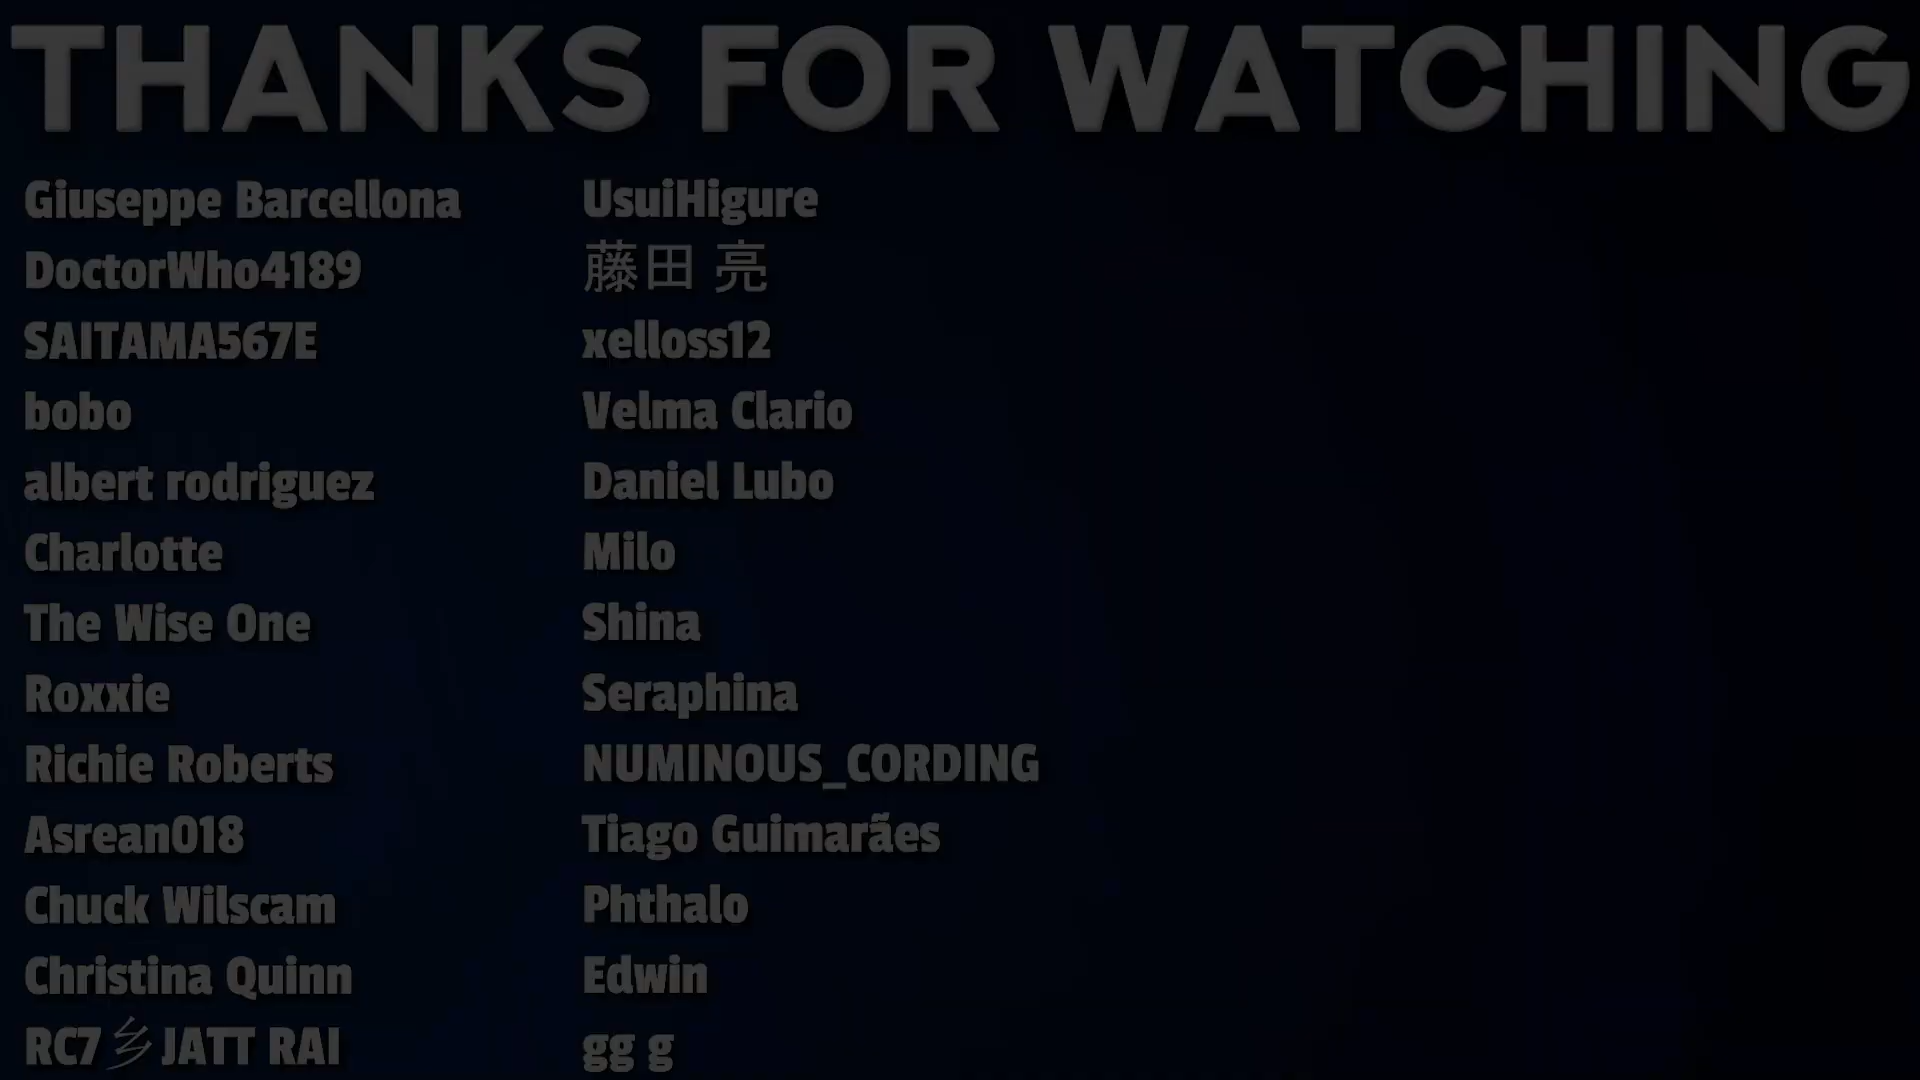 THANKS FOR WATCHING
Giuseppe Barcellona
DoctorWho4189
SAITAMA567E
bobo
albert rodriguez
Charlotte
The Wise One
Roxxie
Richie Roberts
Asrean018
Chuck Wilscam
Christina Quinn
RC7乡JATT RAI
UsuiHigure
藤田 亮
xelloss12
Velma Clario
Daniel Lubo
Milo
Shina
Seraphina
NUMINOUS_CORDING
Tiago Guimarães
Phthalo
Edwin
gg g